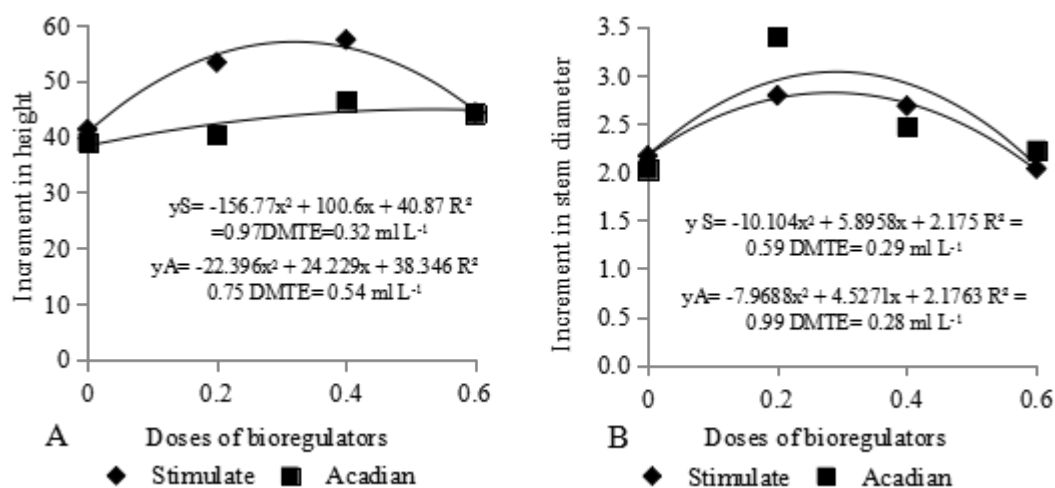 60
50
40
30
20
10
0
Increment in height
yS= -156.77x² + 100.6x + 40.87 R²
=0.97DMTE=0.32 ml L⁻¹
yA= -22.396x² + 24.229x + 38.346 R²
0.75 DMTE= 0.54 ml L⁻¹
0 0.2 0.4 0.6
A Doses of bioregulators
Stimulate Acadian
3.5
3.0
2.5
2.0
1.5
1.0
0.5
0.0
Increment in stem diameter
y S= -10.104x² + 5.8958x + 2.175 R² =
0.59 DMTE= 0.29 ml L⁻¹
yA= -7.9688x² + 4.5271x + 2.1763 R² =
0.99 DMTE= 0.28 ml L⁻¹
0 0.2 0.4 0.6
B Doses of bioregulators
Stimulate Acadian